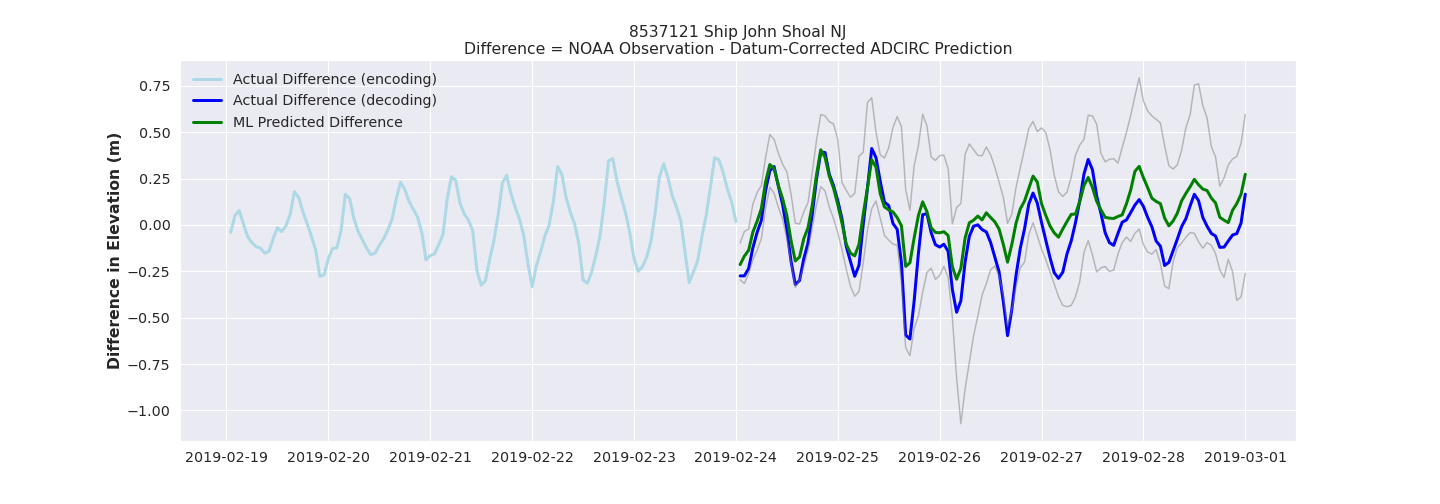 8537121 Ship John Shoal NJ
Difference = NOAA Observation - Datum-Corrected ADCIRC Prediction
Actual Difference (encoding)
Actual Difference (decoding)
ML Predicted Difference
Difference in Elevation (m)
0.75
0.50
0.25
0.00
−0.25
−0.50
−0.75
−1.00
2019-02-19 2019-02-20 2019-02-21 2019-02-22 2019-02-23 2019-02-24 2019-02-25 2019-02-26 2019-02-27 2019-02-28 2019-03-01